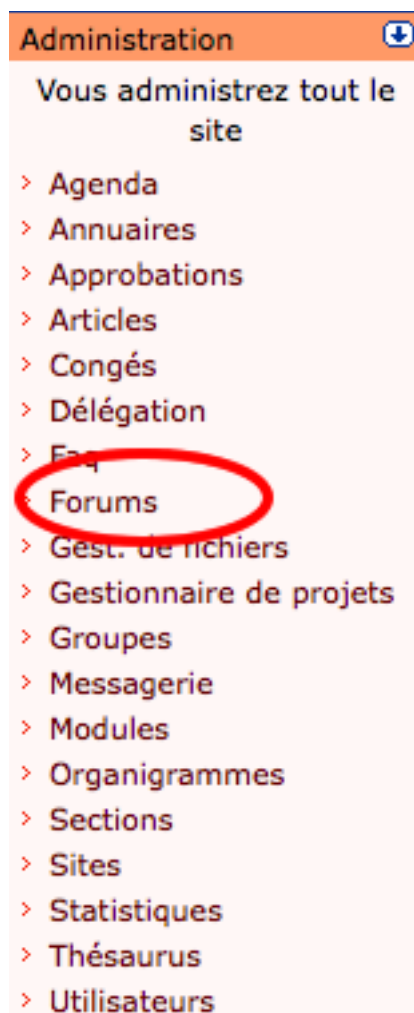 Administration
Vous administrez tout le
site
Agenda
Annuaires
Approbations
Articles
Congés
Délégation
Faq
Forums
Gest. de fichiers
Gestionnaire de projets
Groupes
Messagerie
Modules
Organigrammes
Sections
Sites
Statistiques
Thésaurus
Utilisateurs